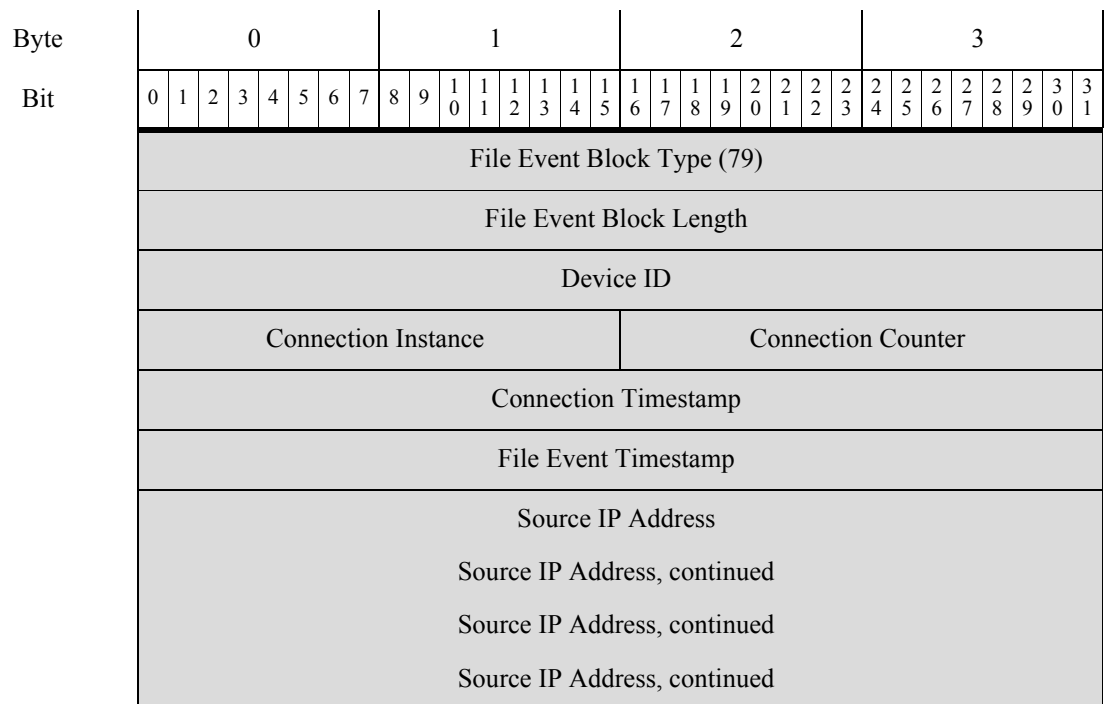 Byte 0 1 2 3
Bit 0 1 2 3 4 5 6 7 8 9 10 11 12 13 14 15 16 17 18 19 20 21 22 23 24 25 26 27 28 29 30 31
File Event Block Type (79)
File Event Block Length
Device ID
Connection Instance Connection Counter
Connection Timestamp
File Event Timestamp
Source IP Address
Source IP Address, continued
Source IP Address, continued
Source IP Address, continued